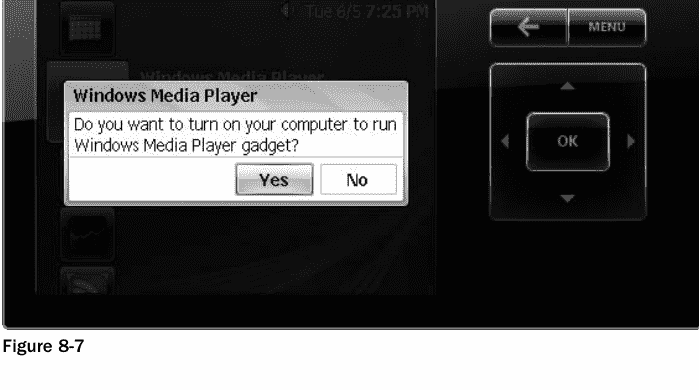 Tue 6/5 7:25 PM
MENU
Windows Media Player
Windows Media Player
Do you want to turn on your computer to run
Windows Media Player gadget?
Yes
No
OK
Figure 8-7